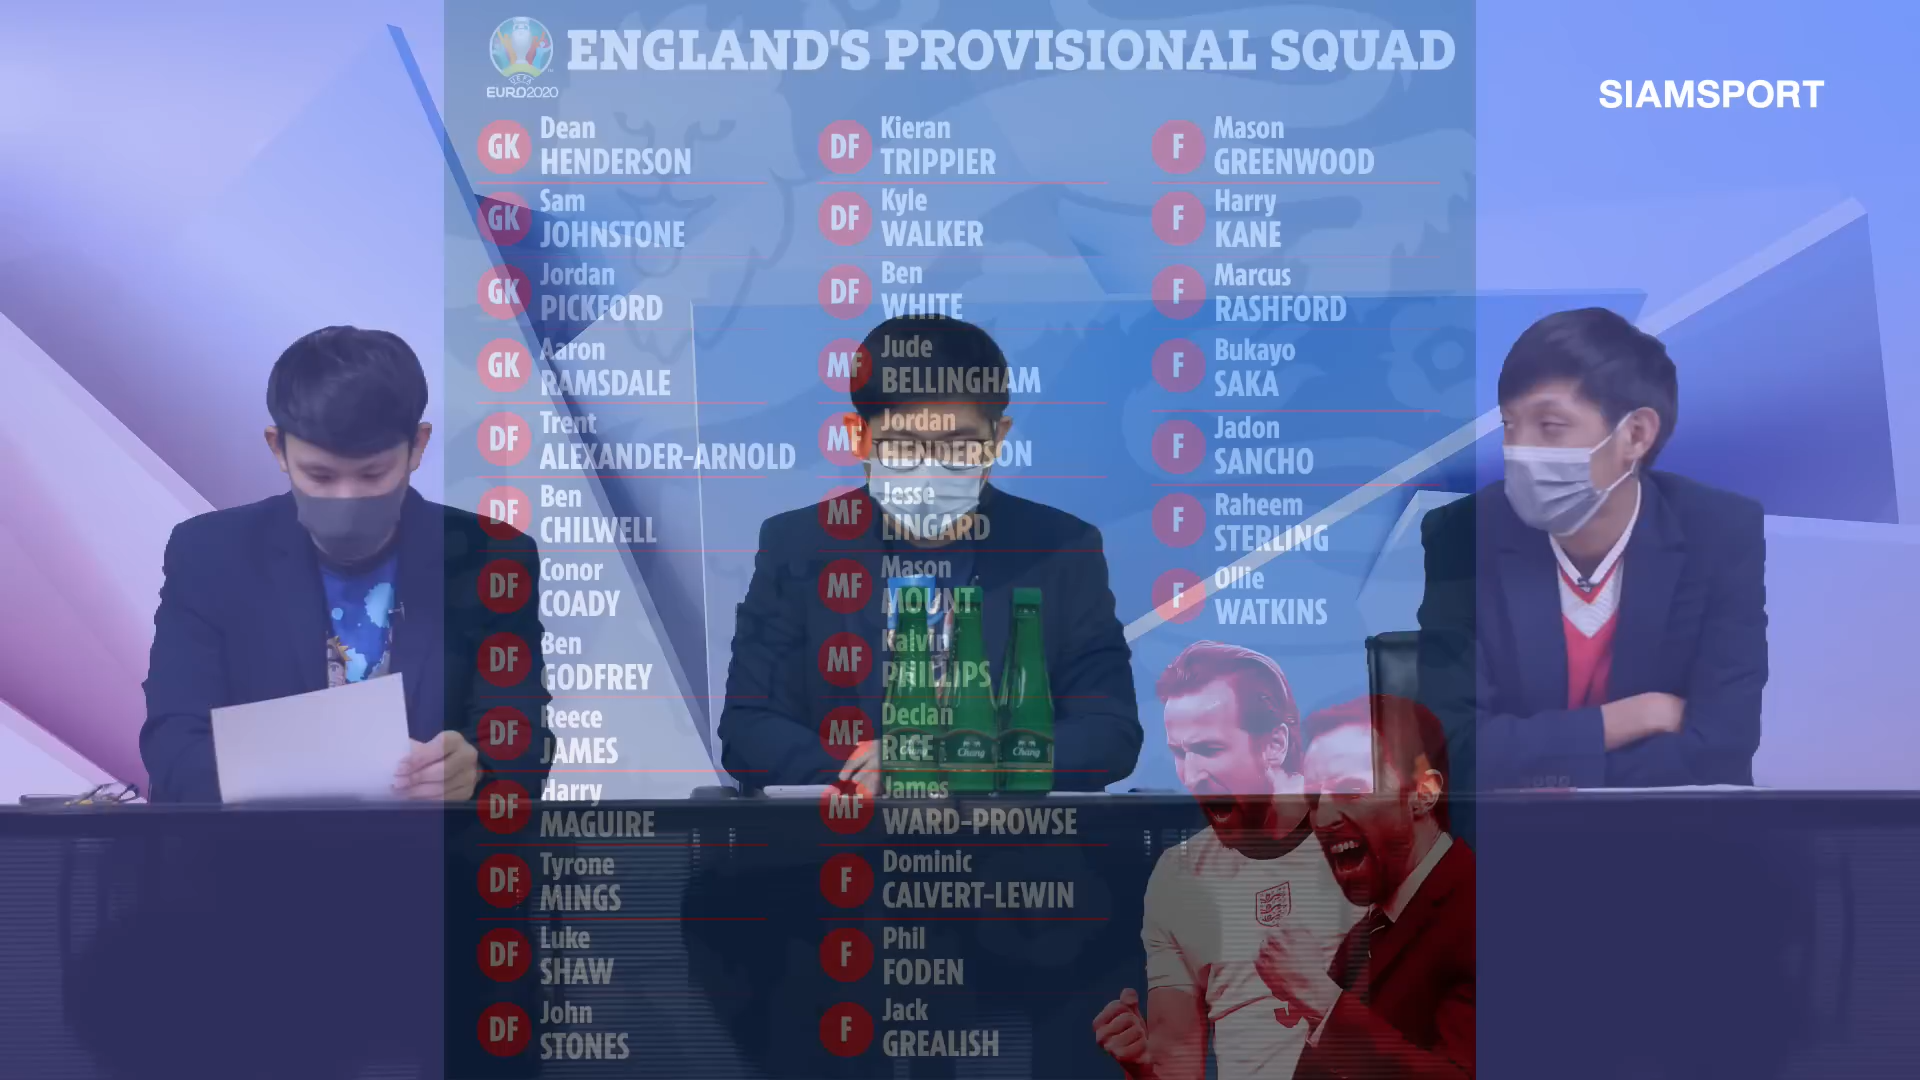 ENGLAND'S PROVISIONAL SQUAD
UEFA
EURO2020
SIAMSPORT
GK
Dean
HENDERSON
GK
Sam
JOHNSTONE
GK
Jordan
PICKFORD
GK
Aaron
RAMSDALE
DF
Trent
ALEXANDER-ARNOLD
DF
Ben
CHILWELL
DF
Conor
COADY
DF
Ben
GODFREY
DF
Reece
JAMES
DF
Harry
MAGUIRE
DF
Tyrone
MINGS
DF
Luke
SHAW
DF
John
STONES
DF
Kieran
TRIPPIER
DF
Kyle
WALKER
DF
Ben
WHITE
MF
Jude
BELLINGHAM
MF
Jordan
HENDERSON
MF
Jesse
LINGARD
MF
Mason
MOUNT
MF
Kalvin
PHILLIPS
MF
Declan
RICE
MF
James
WARD-PROWSE
F
Dominic
CALVERT-LEWIN
F
Phil
FODEN
F
Jack
GREALISH
F
Mason
GREENWOOD
F
Harry
KANE
F
Marcus
RASHFORD
F
Bukayo
SAKA
F
Jadon
SANCHO
F
Raheem
STERLING
F
Ollie
WATKINS
Chang
Chang
Chang